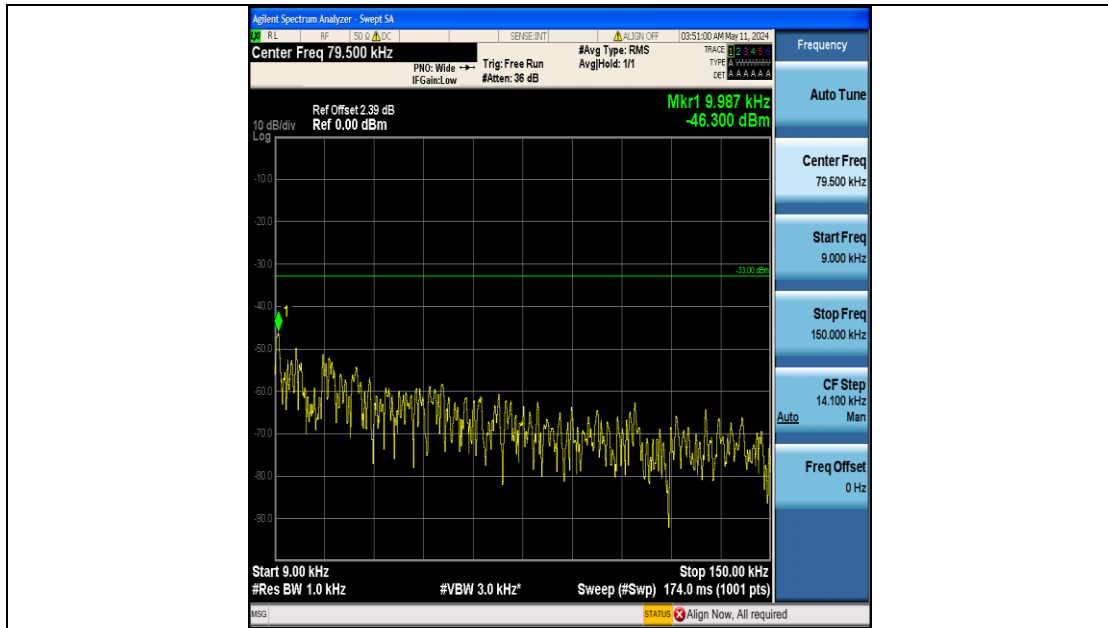 Agilent Spectrum Analyzer - Swept SA
RL RF 50 Ω DC SENSE:INT ALIGN OFF 03:51:00 AM May 11, 2024
Center Freq 79.500 kHz #Avg Type: RMS TRACE 1 2 3 4 5 6
PNO: Wide Trig: Free Run Avg|Hold: 1/1 TYPE A WWWWW
IFGain:Low #Atten: 36 dB DET A A A A A A
Mkr1 9.987 kHz
-46.300 dBm
Ref Offset 2.39 dB
10 dB/div Ref 0.00 dBm
Log
-10.0
-20.0
-30.0
-33.00 dBm
-40.0
1
-50.0
-60.0
-70.0
-80.0
-90.0
Start 9.00 kHz Stop 150.00 kHz
#Res BW 1.0 kHz #VBW 3.0 kHz* Sweep (#Swp) 174.0 ms (1001 pts)
MSG STATUS Align Now, All required
Frequency
Auto Tune
Center Freq
79.500 kHz
Start Freq
9.000 kHz
Stop Freq
150.000 kHz
CF Step
14.100 kHz
Auto Man
Freq Offset
0 Hz